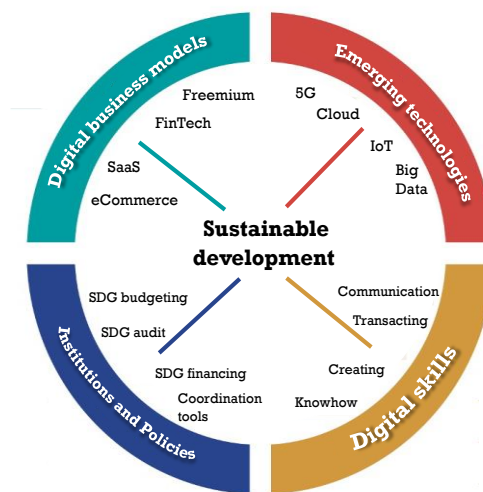 Digital business models
Freemium
FinTech
SaaS
eCommerce
Emerging technologies
5G
Cloud
IoT
Big
Data
Sustainable
development
Institutions and Policies
SDG budgeting
SDG audit
SDG financing
Coordination
tools
Digital skills
Communication
Transacting
Creating
Knowhow